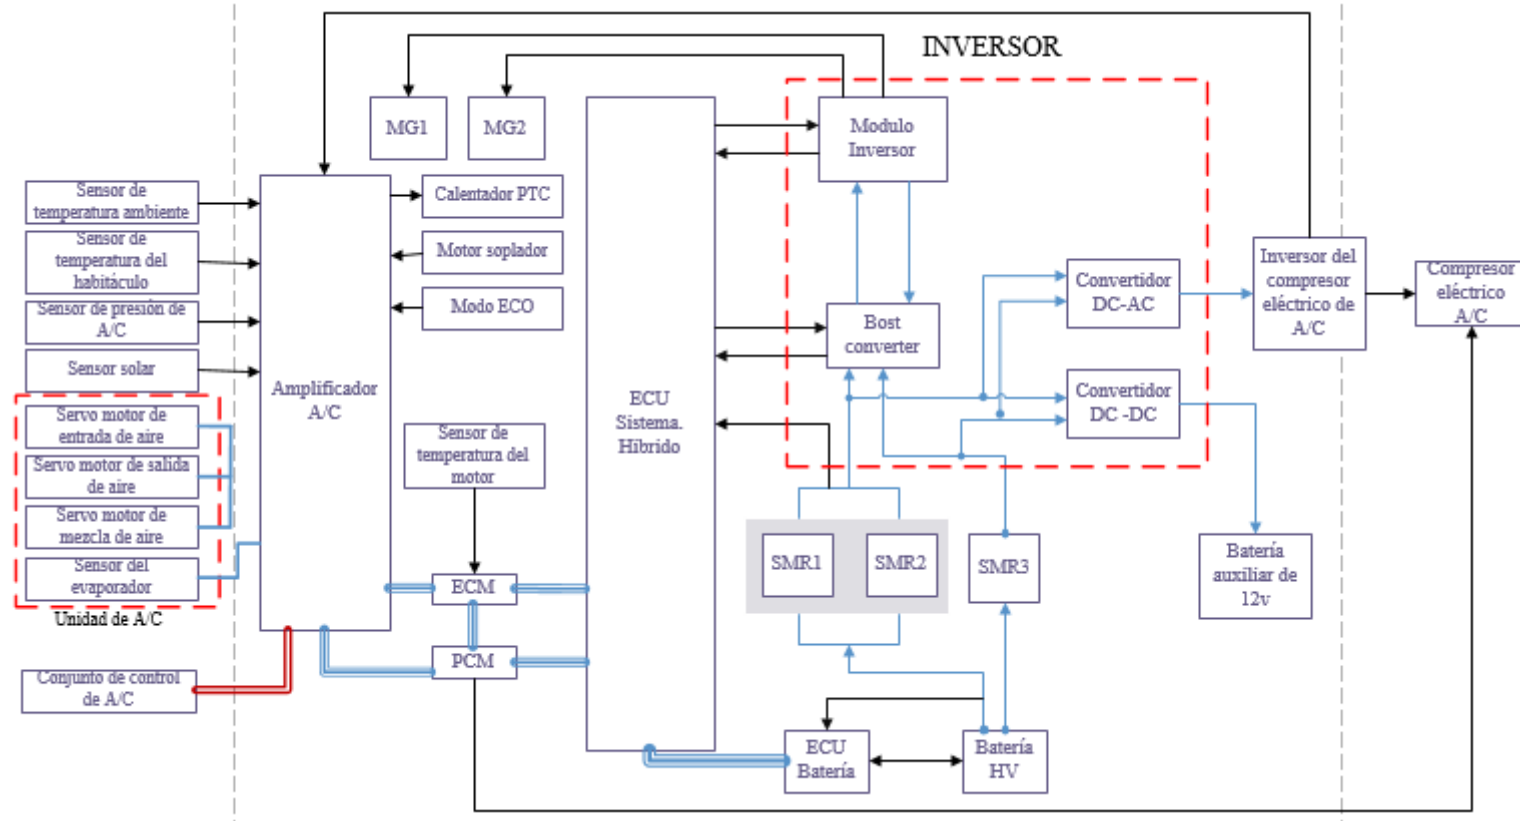 INVERSOR
MG1
MG2
Modulo
Inversor
Sensor de
temperatura ambiente
Calentador PTC
Sensor de
temperatura del
habitáculo
Motor soplador
Inversor del
compresor
eléctrico de
A/C
Compresor
eléctrico
A/C
Convertidor
DC-AC
Sensor de presión de
A/C
Modo ECO
Bost
converter
Sensor solar
Amplificador
A/C
ECU
Sistema.
Hibrido
Convertidor
DC -DC
Servo motor de
entrada de aire
Sensor de
temperatura del
motor
Servo motor de salida
de aire
Servo motor de
mezcla de aire
SMR1
SMR2
SMR3
Batería
auxiliar de
12v
Sensor del
evaporador
ECM
Unidad de A/C
PCM
Conjunto de control
de A/C
ECU
Batería
Batería
HV